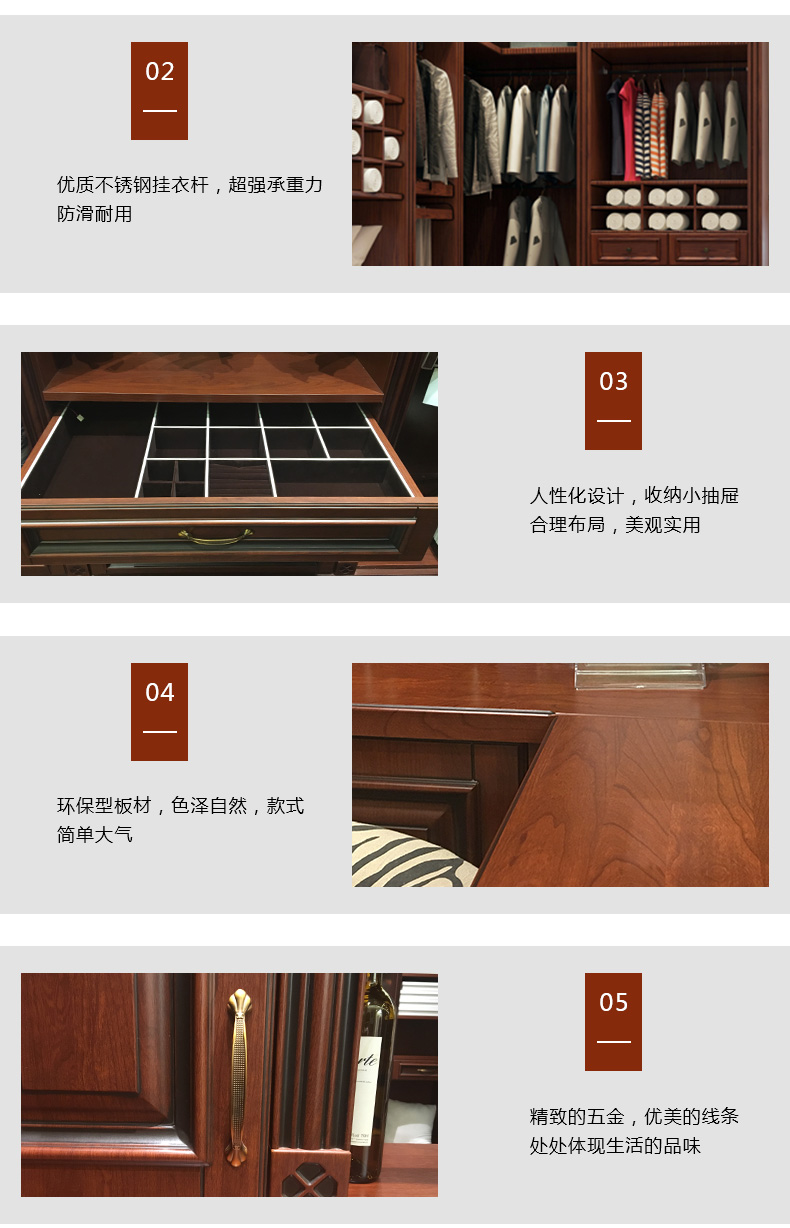 02
优质不锈钢挂衣杆，超强承重力
防滑耐用
03
人性化设计，收纳小抽屉
合理布局，美观实用
04
环保型板材，色泽自然，款式
简单大气
05
精致的五金，优美的线条
处处体现生活的品味
rte